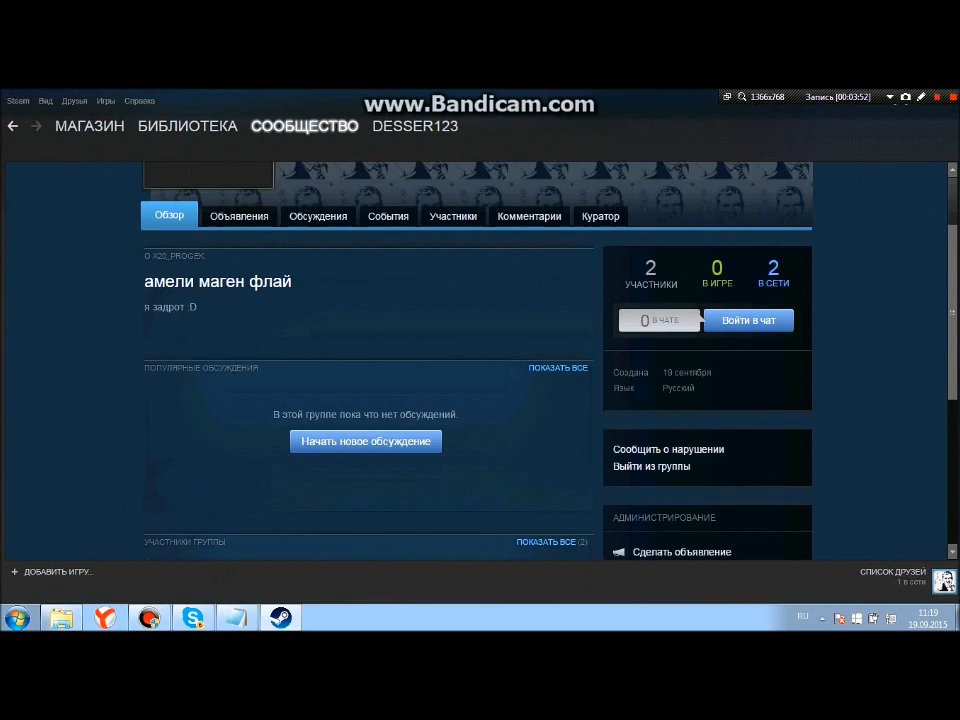 www.Bandicam.com
Steam Вид Друзья Игры Справка
1366x768 Запись [00:03:52]
МАГАЗИН БИБЛИОТЕКА СООБЩЕСТВО DESSER123
Обзор Объявления Обсуждения События Участники Комментарии Куратор
О X20_PROGEK
амели маген флай
я задрот :D
2 УЧАСТНИКИ
0 В ИГРЕ
2 В СЕТИ
0 В ЧАТЕ
Войти в чат
Создана 19 сентября
Язык Русский
ПОПУЛЯРНЫЕ ОБСУЖДЕНИЯ ПОКАЗАТЬ ВСЕ
В этой группе пока что нет обсуждений.
Начать новое обсуждение
Сообщить о нарушении
Выйти из группы
АДМИНИСТРИРОВАНИЕ
Сделать объявление
УЧАСТНИКИ ГРУППЫ ПОКАЗАТЬ ВСЕ (2)
+ ДОБАВИТЬ ИГРУ...
СПИСОК ДРУЗЕЙ
1 в сети
RU
11:19
19.09.2015